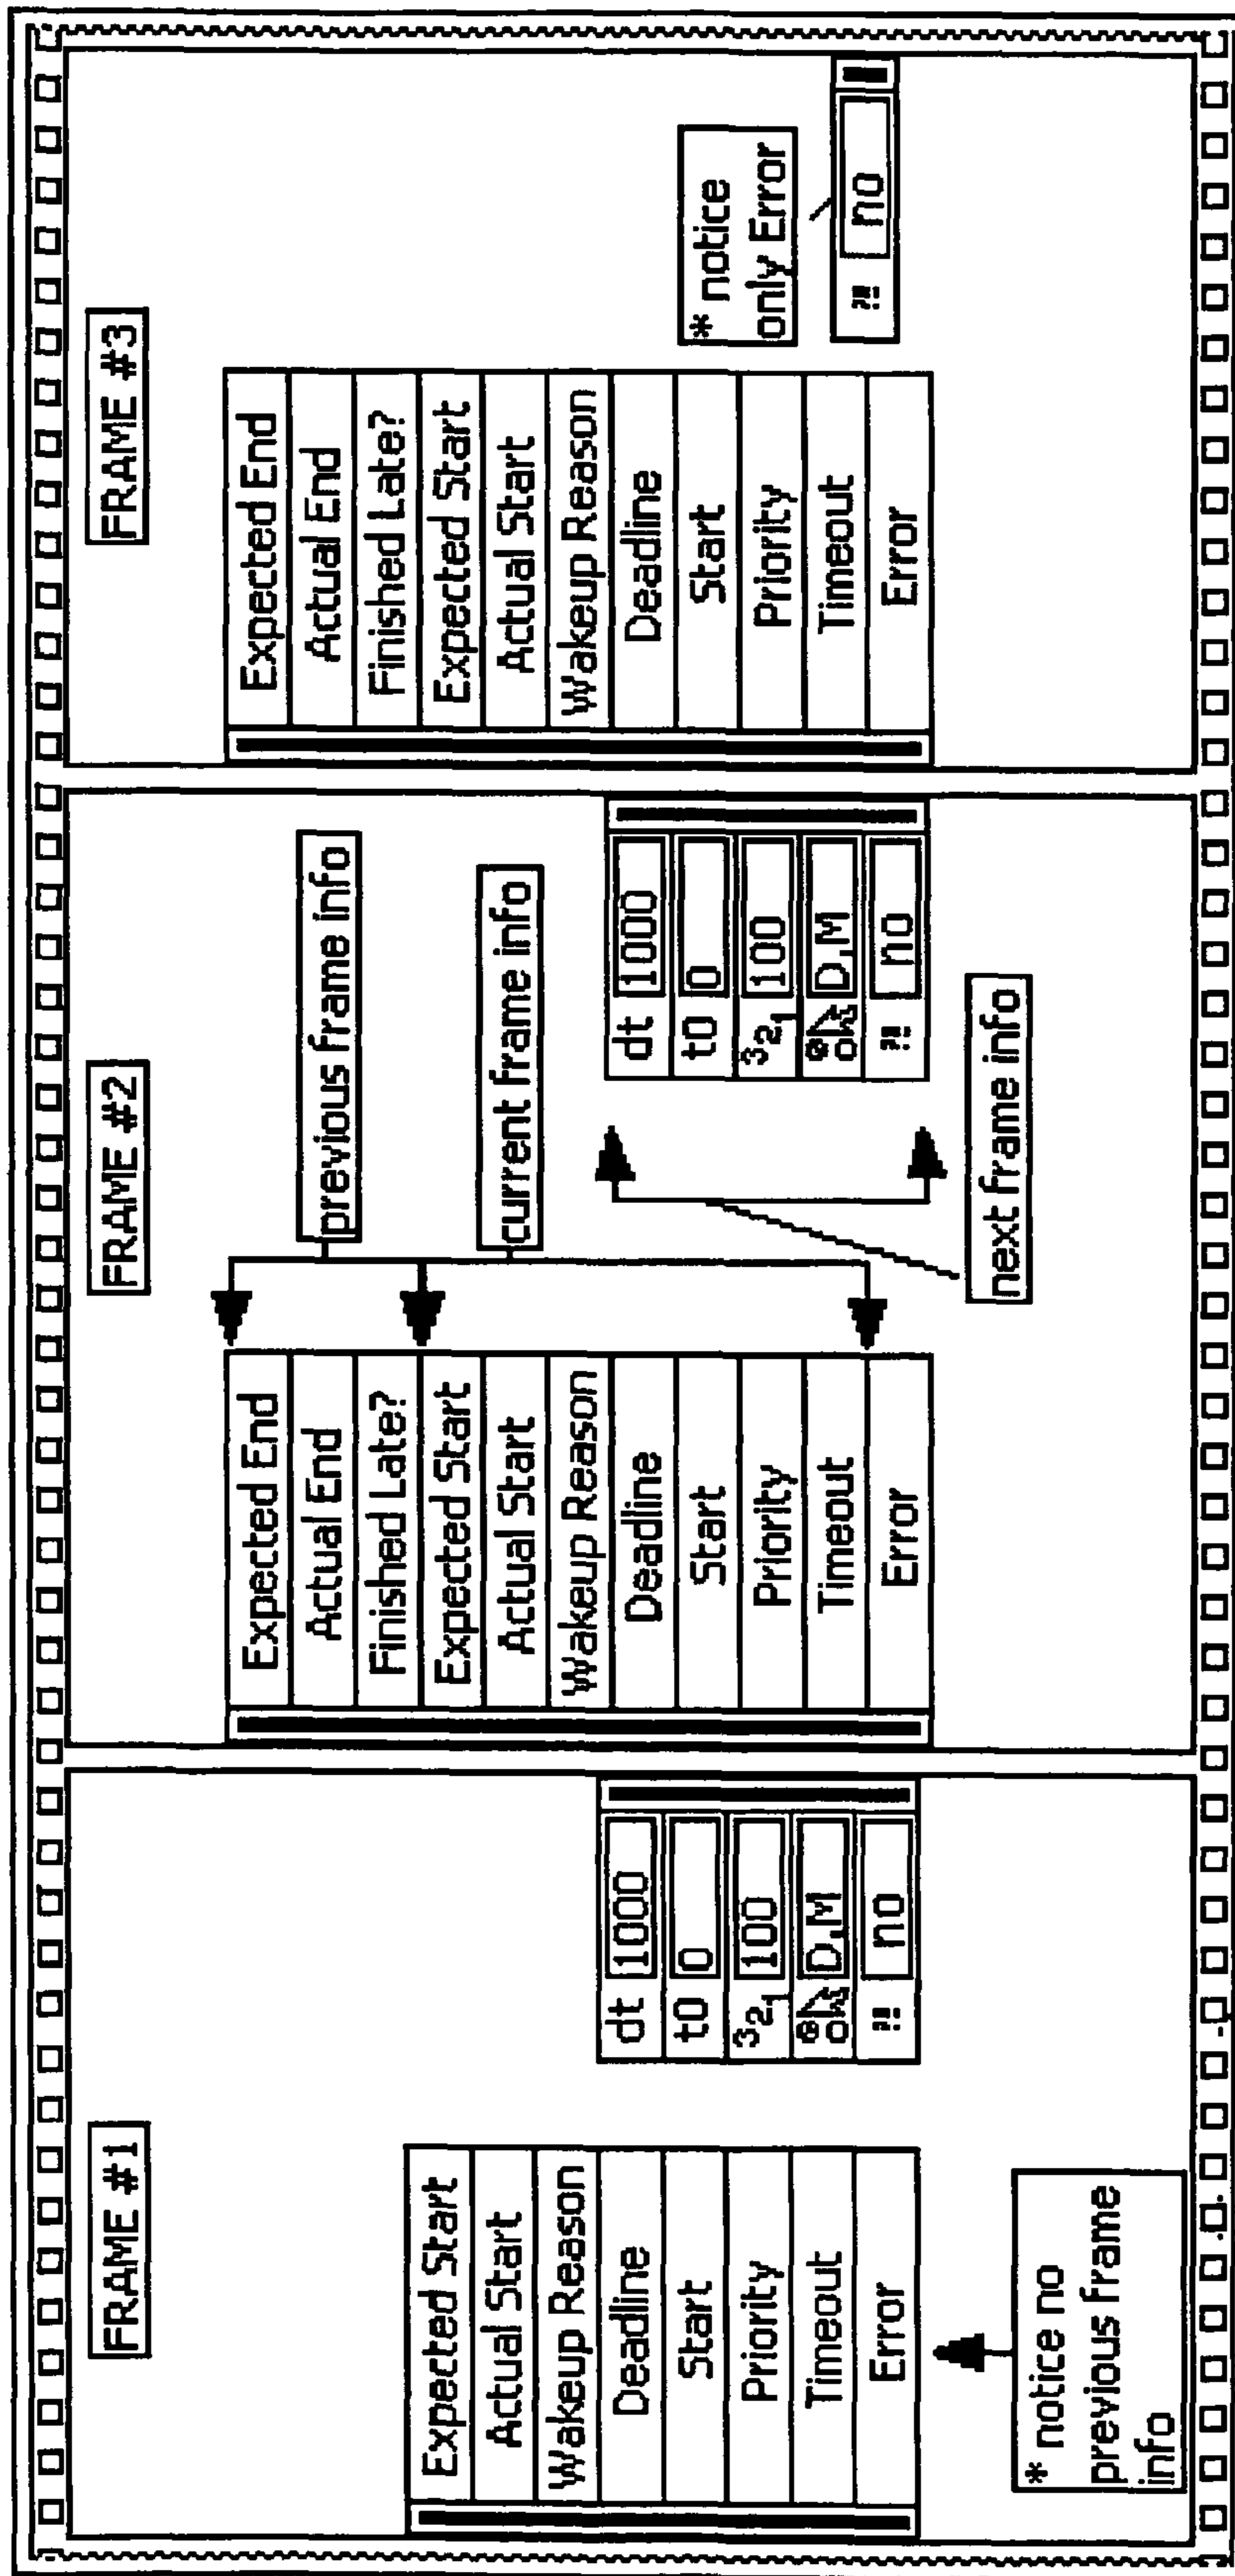 FRAME #1
Expected Start
Actual Start
Wakeup Reason
Deadline
Start
Priority
Timeout
Error
dt 1000
t0 0
321 100
D,M
?! no
* notice no
previous frame
info
FRAME #2
Expected End
Actual End
Finished Late?
Expected Start
Actual Start
Wakeup Reason
Deadline
Start
Priority
Timeout
Error
previous frame info
current frame info
dt 1000
t0 0
321 100
D,M
?! no
next frame info
FRAME #3
Expected End
Actual End
Finished Late?
Expected Start
Actual Start
Wakeup Reason
Deadline
Start
Priority
Timeout
Error
* notice
only Error
?! no